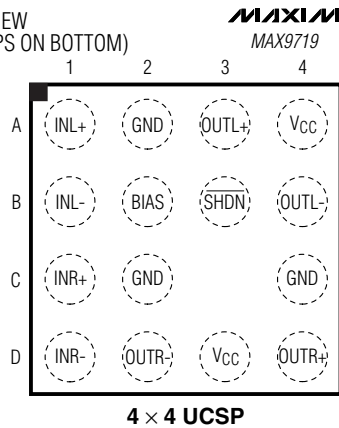 EW
PS ON BOTTOM)
MAXIM
MAX9719
1 2 3 4
A INL+ GND OUTL+ VCC
B INL- BIAS SHDN OUTL-
C INR+ GND GND
D INR- OUTR- VCC OUTR+
4 × 4 UCSP